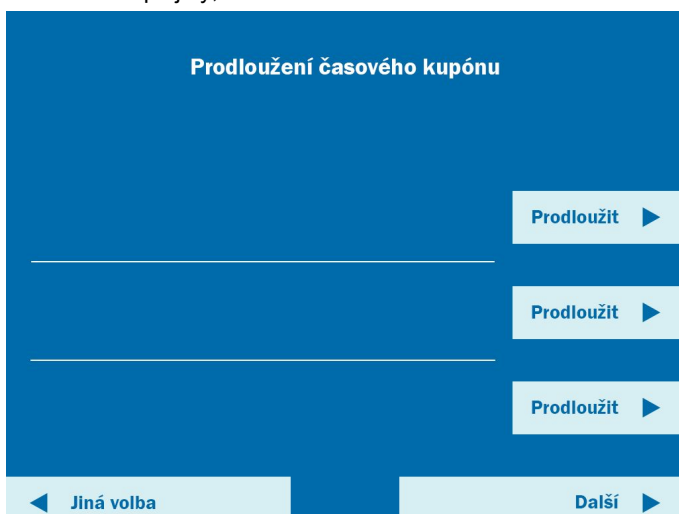 Prodloužení časového kupónu
Prodloužit
Prodloužit
Prodloužit
Jiná volba
Další